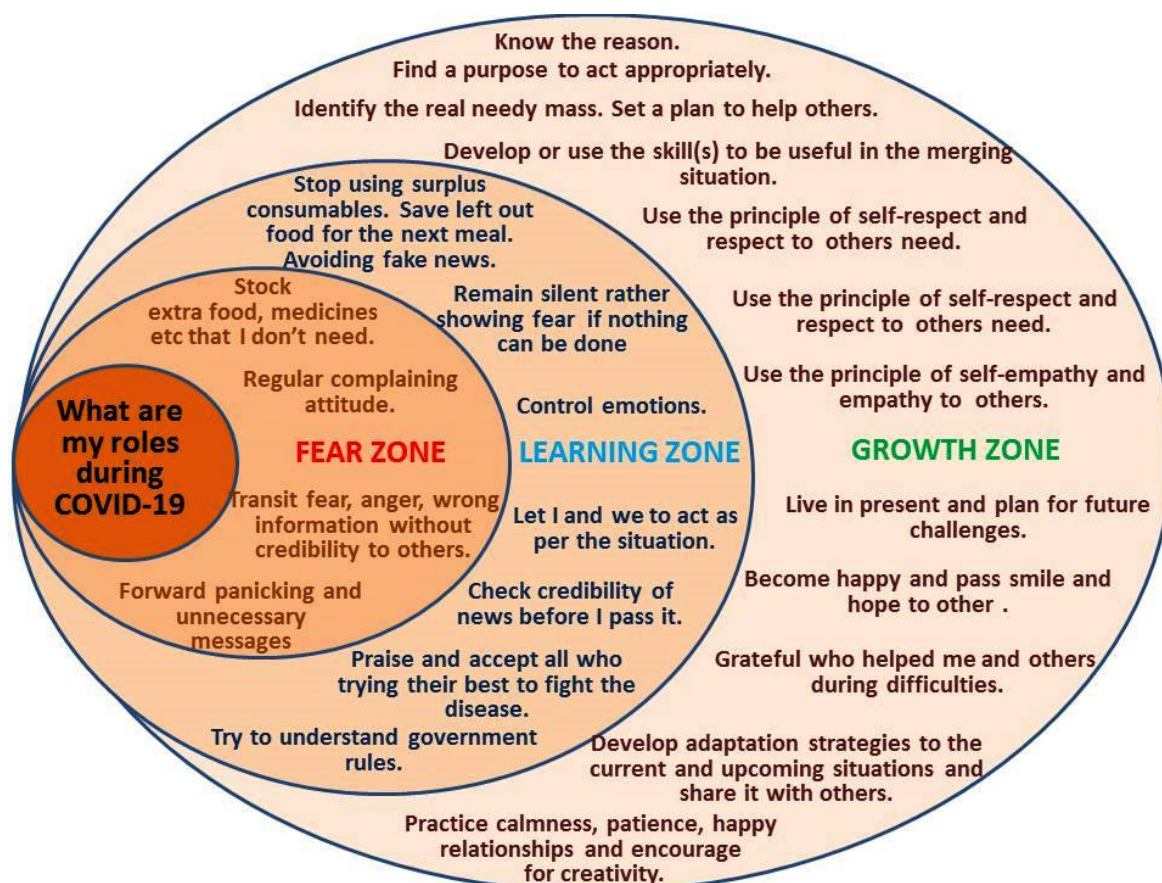 Know the reason.
Find a purpose to act appropriately.
Identify the real needy mass. Set a plan to help others.
Develop or use the skill(s) to be useful in the merging
situation.
Use the principle of self-respect and
respect to others need.
Use the principle of self-respect and
respect to others need.
Use the principle of self-empathy and
empathy to others.
GROWTH ZONE
Live in present and plan for future
challenges.
Become happy and pass smile and
hope to other .
Grateful who helped me and others
during difficulties.
Develop adaptation strategies to the
current and upcoming situations and
share it with others.
Practice calmness, patience, happy
relationships and encourage
for creativity.
Stop using surplus
consumables. Save left out
food for the next meal.
Avoiding fake news.
Remain silent rather
showing fear if nothing
can be done
Control emotions.
LEARNING ZONE
Let I and we to act as
per the situation.
Check credibility of
news before I pass it.
Praise and accept all who
trying their best to fight the
disease.
Try to understand government
rules.
Stock
extra food, medicines
etc that I don’t need.
Regular complaining
attitude.
FEAR ZONE
Transit fear, anger, wrong
information without
credibility to others.
Forward panicking and
unnecessary
messages
What are
my roles
during
COVID-19